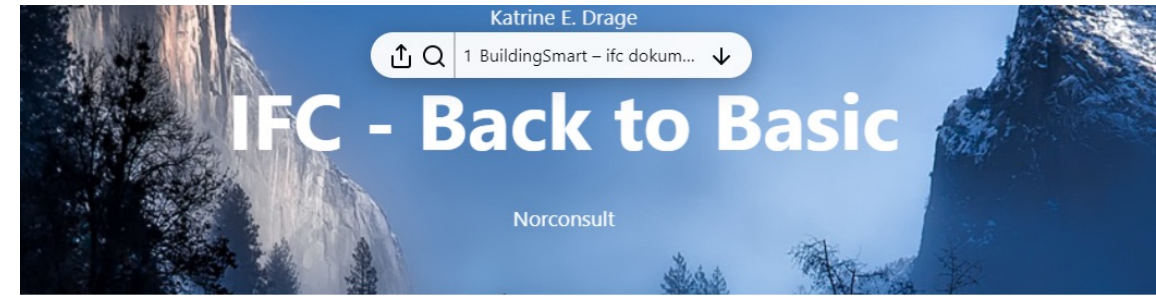 Katrine E. Drage
1 BuildingSmart – ifc dokum...
IFC - Back to Basic
Norconsult